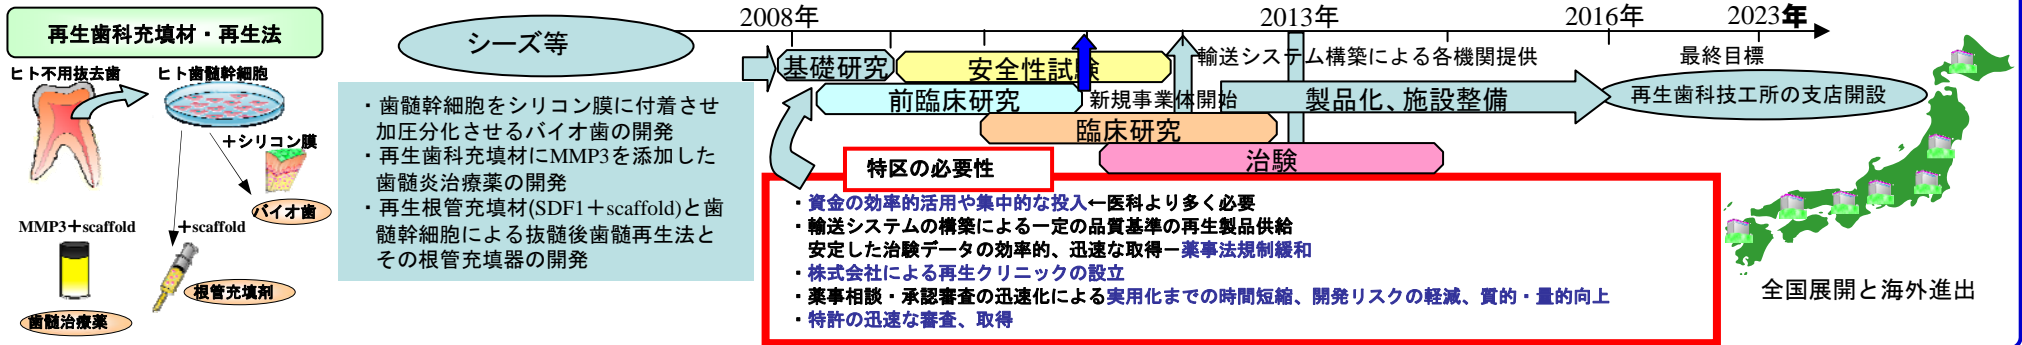 再生歯科充填材・再生法
ヒト不用抜去歯
ヒト歯髄幹細胞
+シリコン膜
バイオ歯
MMP3+scaffold
+scaffold
根管充填剤
歯髄治療薬
シーズ等
・歯髄幹細胞をシリコン膜に付着させ
加圧分化させるバイオ歯の開発
・再生歯科充填材にMMP3を添加した
歯髄炎治療薬の開発
・再生根管充填材(SDF1+scaffold)と歯
髄幹細胞による抜髄後歯髄再生法と
その根管充填器の開発
2008年
2013年
2016年
2023年
基礎研究
安全性試験
輸送システム構築による各機関提供
最終目標
前臨床研究
新規事業体開始
製品化、施設整備
再生歯科技工所の支店開設
臨床研究
治験
特区の必要性
・資金の効率的活用や集中的な投入←医科より多く必要
・輸送システムの構築による一定の品質基準の再生製品供給
安定した治験データの効率的、迅速な取得－薬事法規制緩和
・株式会社による再生クリニックの設立
・薬事相談・承認審査の迅速化による実用化までの時間短縮、開発リスクの軽減、質的・量的向上
・特許の迅速な審査、取得
全国展開と海外進出